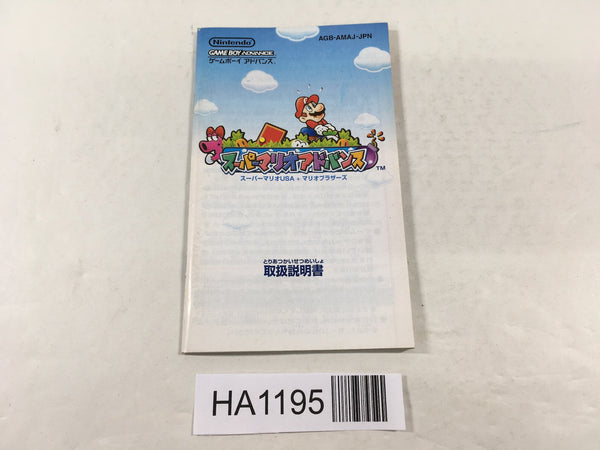 Nintendo
AGB-AMAJ-JPN
GAME BOY ADVANCE
ゲームボーイ アドバンス
スーパーマリオアドバンス
TM
スーパーマリオUSA + マリオブラザーズ
とりあつかいせつめいしょ
取扱説明書
HA1195